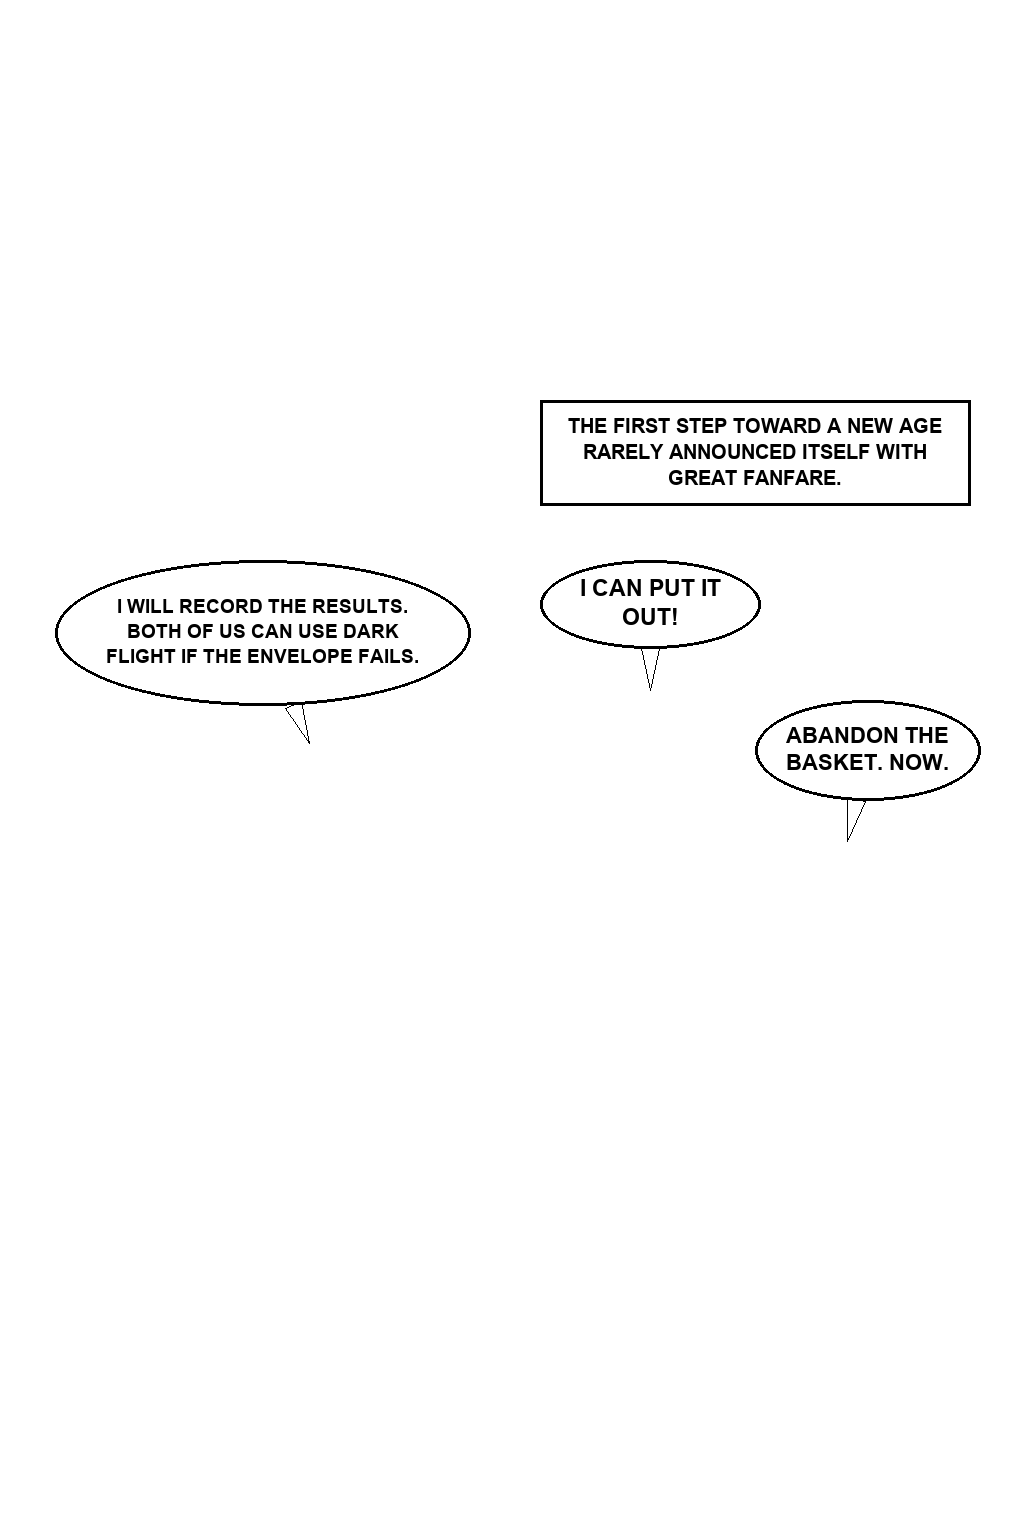 THE FIRST STEP TOWARD A NEW AGE
RARELY ANNOUNCED ITSELF WITH
GREAT FANFARE.
I WILL RECORD THE RESULTS.
BOTH OF US CAN USE DARK
FLIGHT IF THE ENVELOPE FAILS.
I CAN PUT IT
OUT!
ABANDON THE
BASKET. NOW.